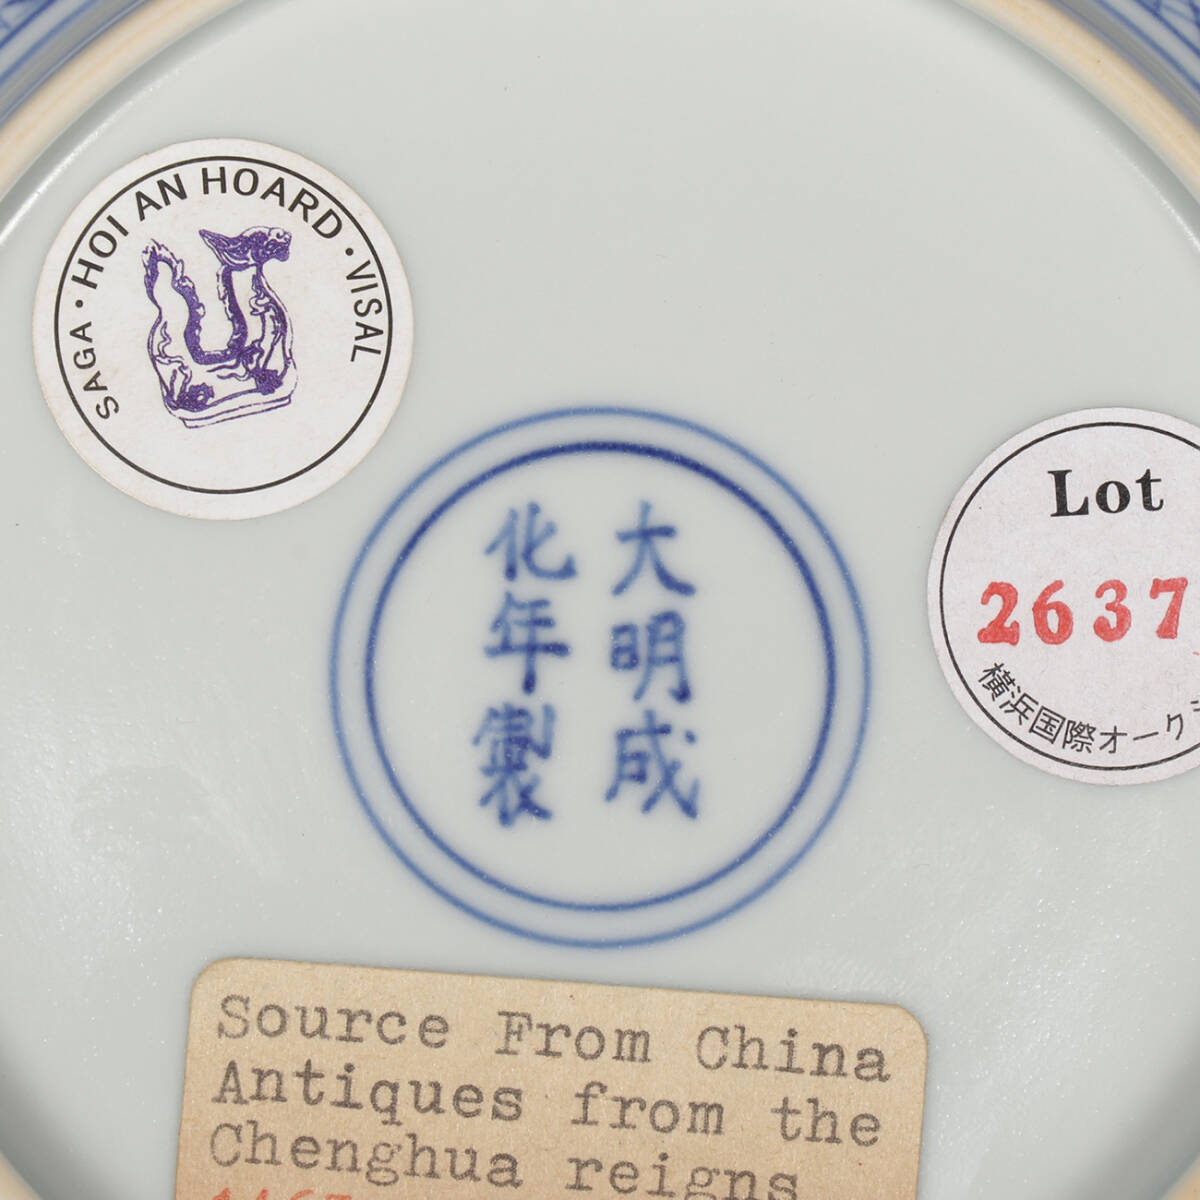 SAGA · HOI AN HOARD · VISAL
大明成
化年製
Lot
2637
横浜国際オーク
Source From China
Antiques from the
Chenghua reigns